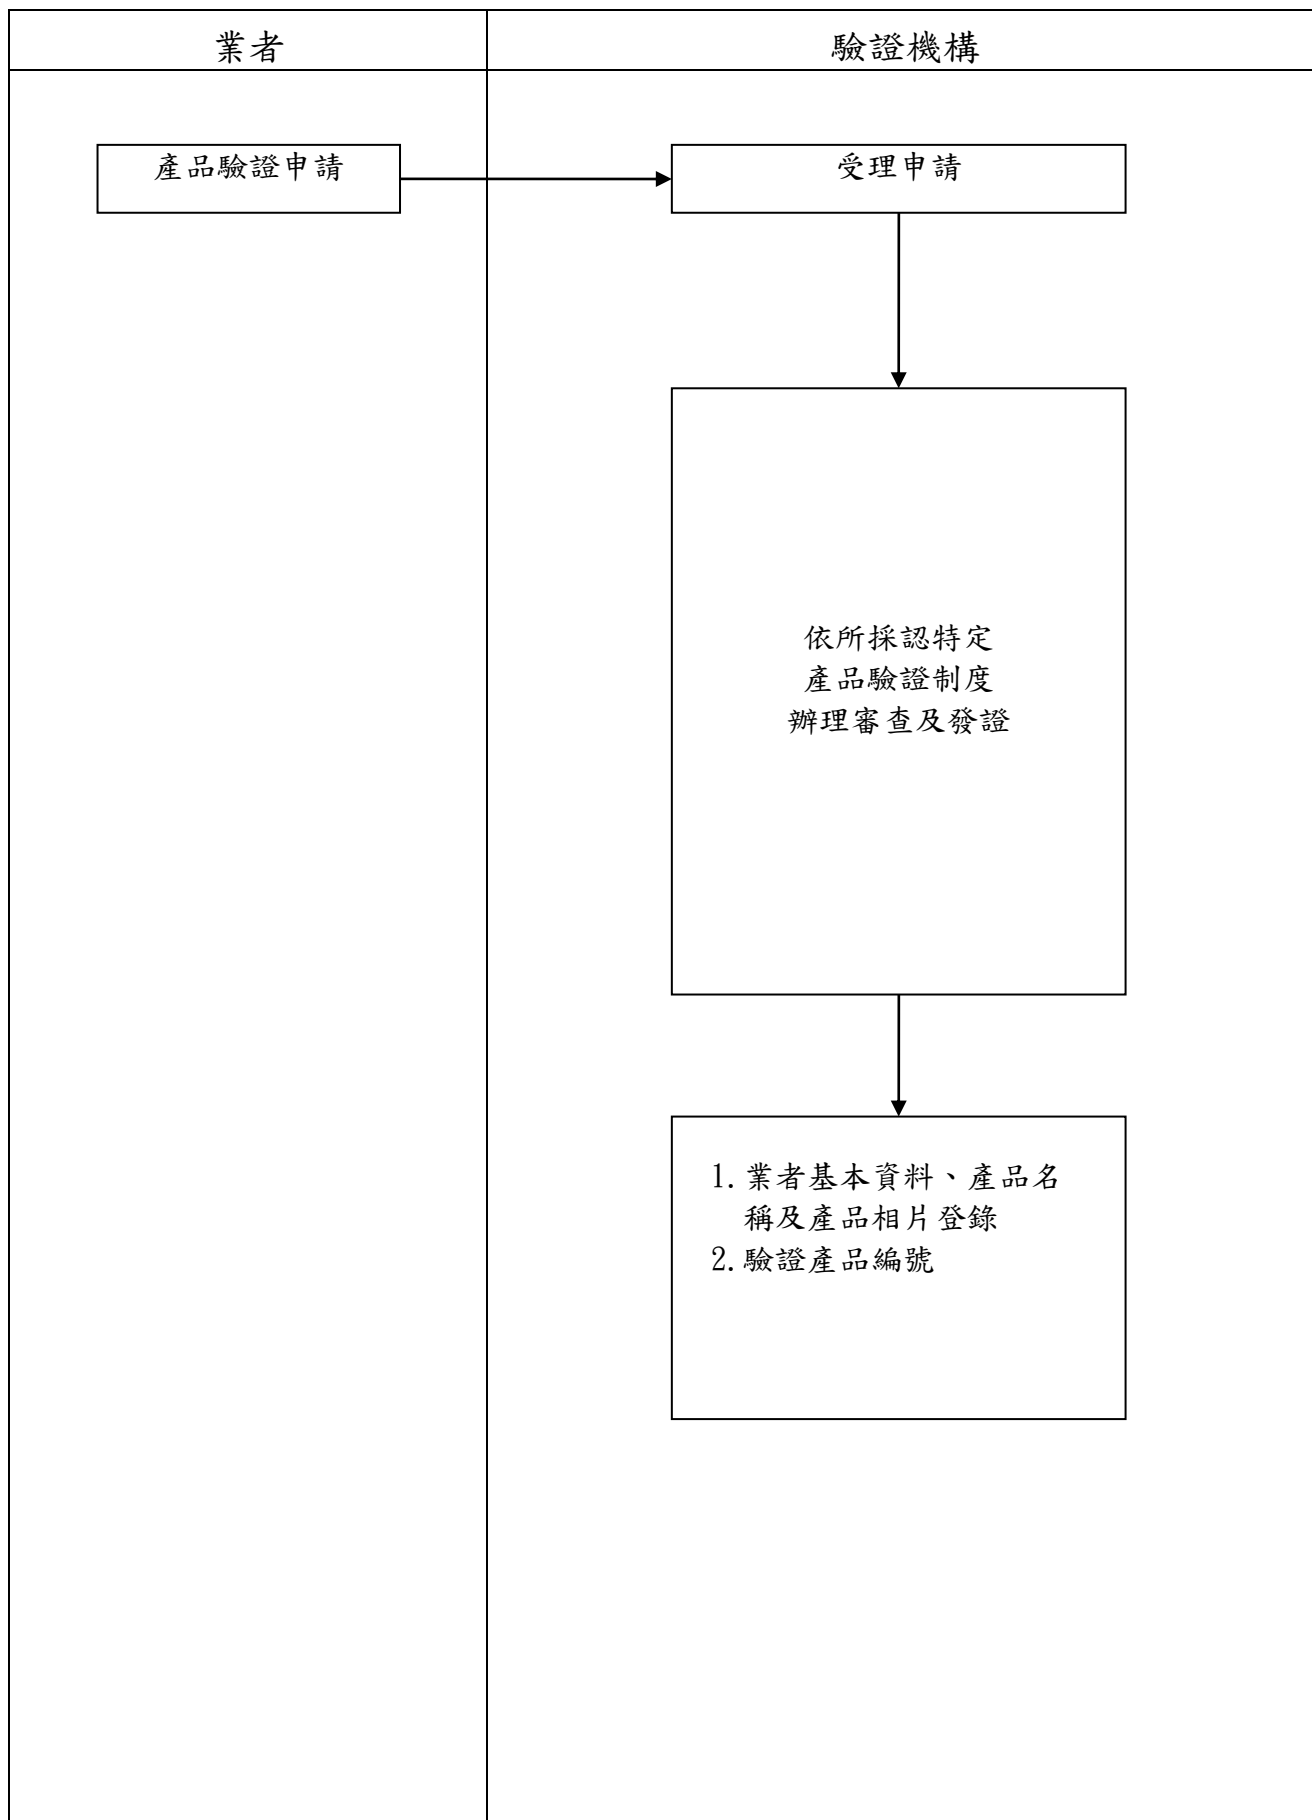 業者
驗證機構
產品驗證申請
受理申請
依所採認特定
產品驗證制度
辦理審查及發證
1.業者基本資料、產品名
稱及產品相片登錄
2.驗證產品編號